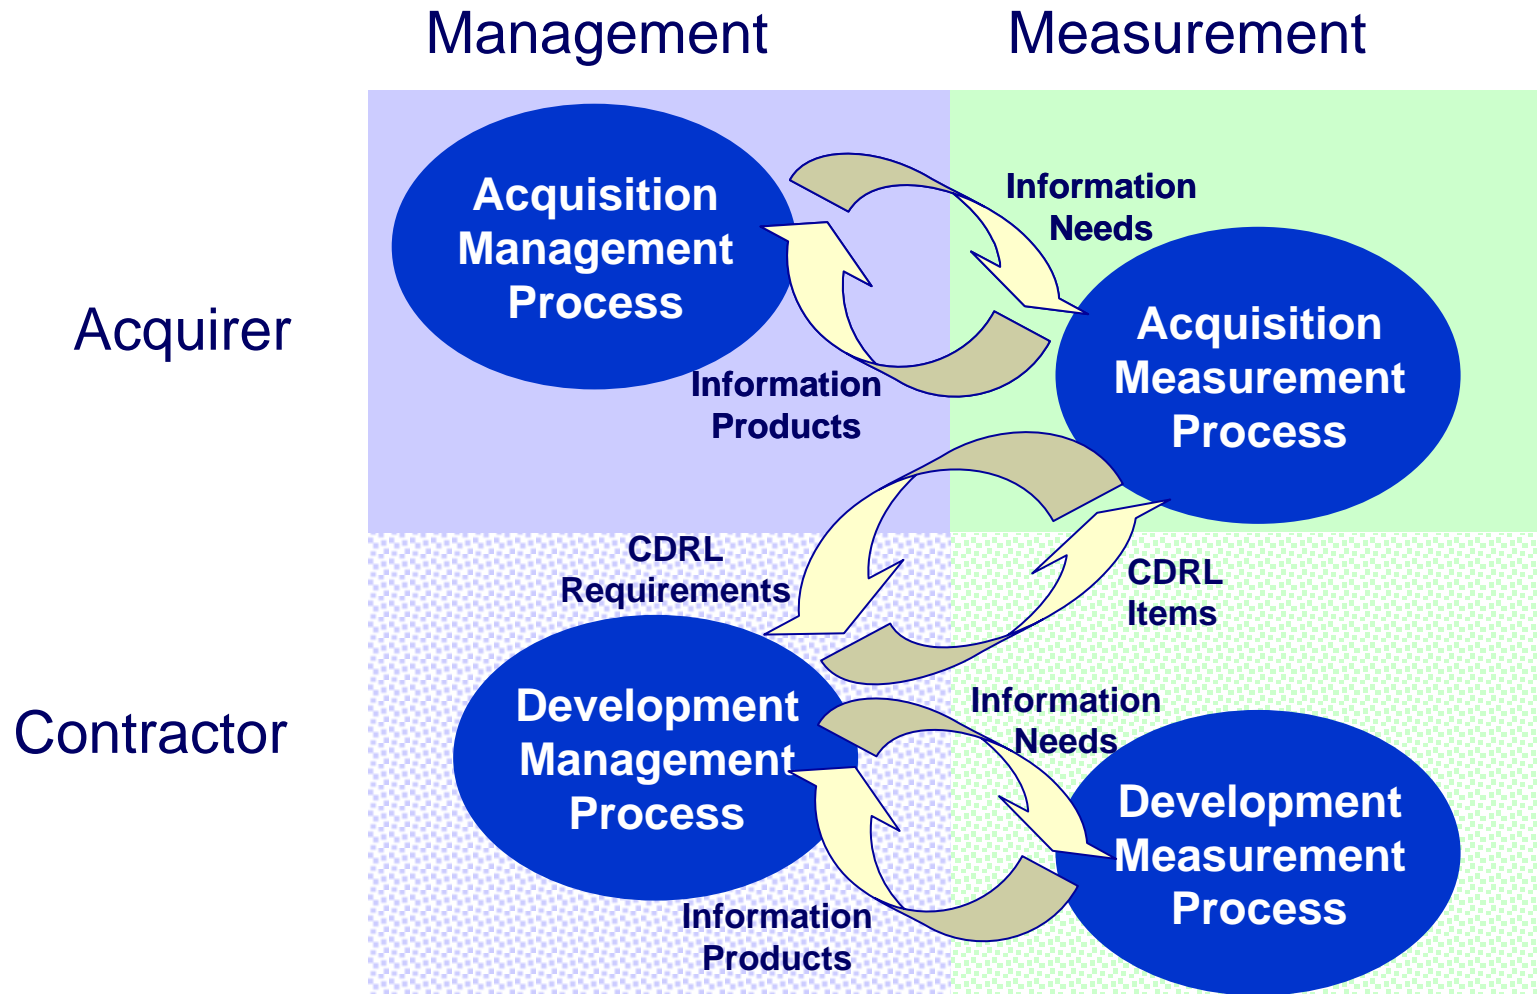 Management
Measurement
Acquirer
Acquisition
Management
Process
Information
Needs
Acquisition
Measurement
Process
Information
Products
CDRL
Requirements
CDRL
Items
Contractor
Development
Management
Process
Information
Needs
Development
Measurement
Process
Information
Products